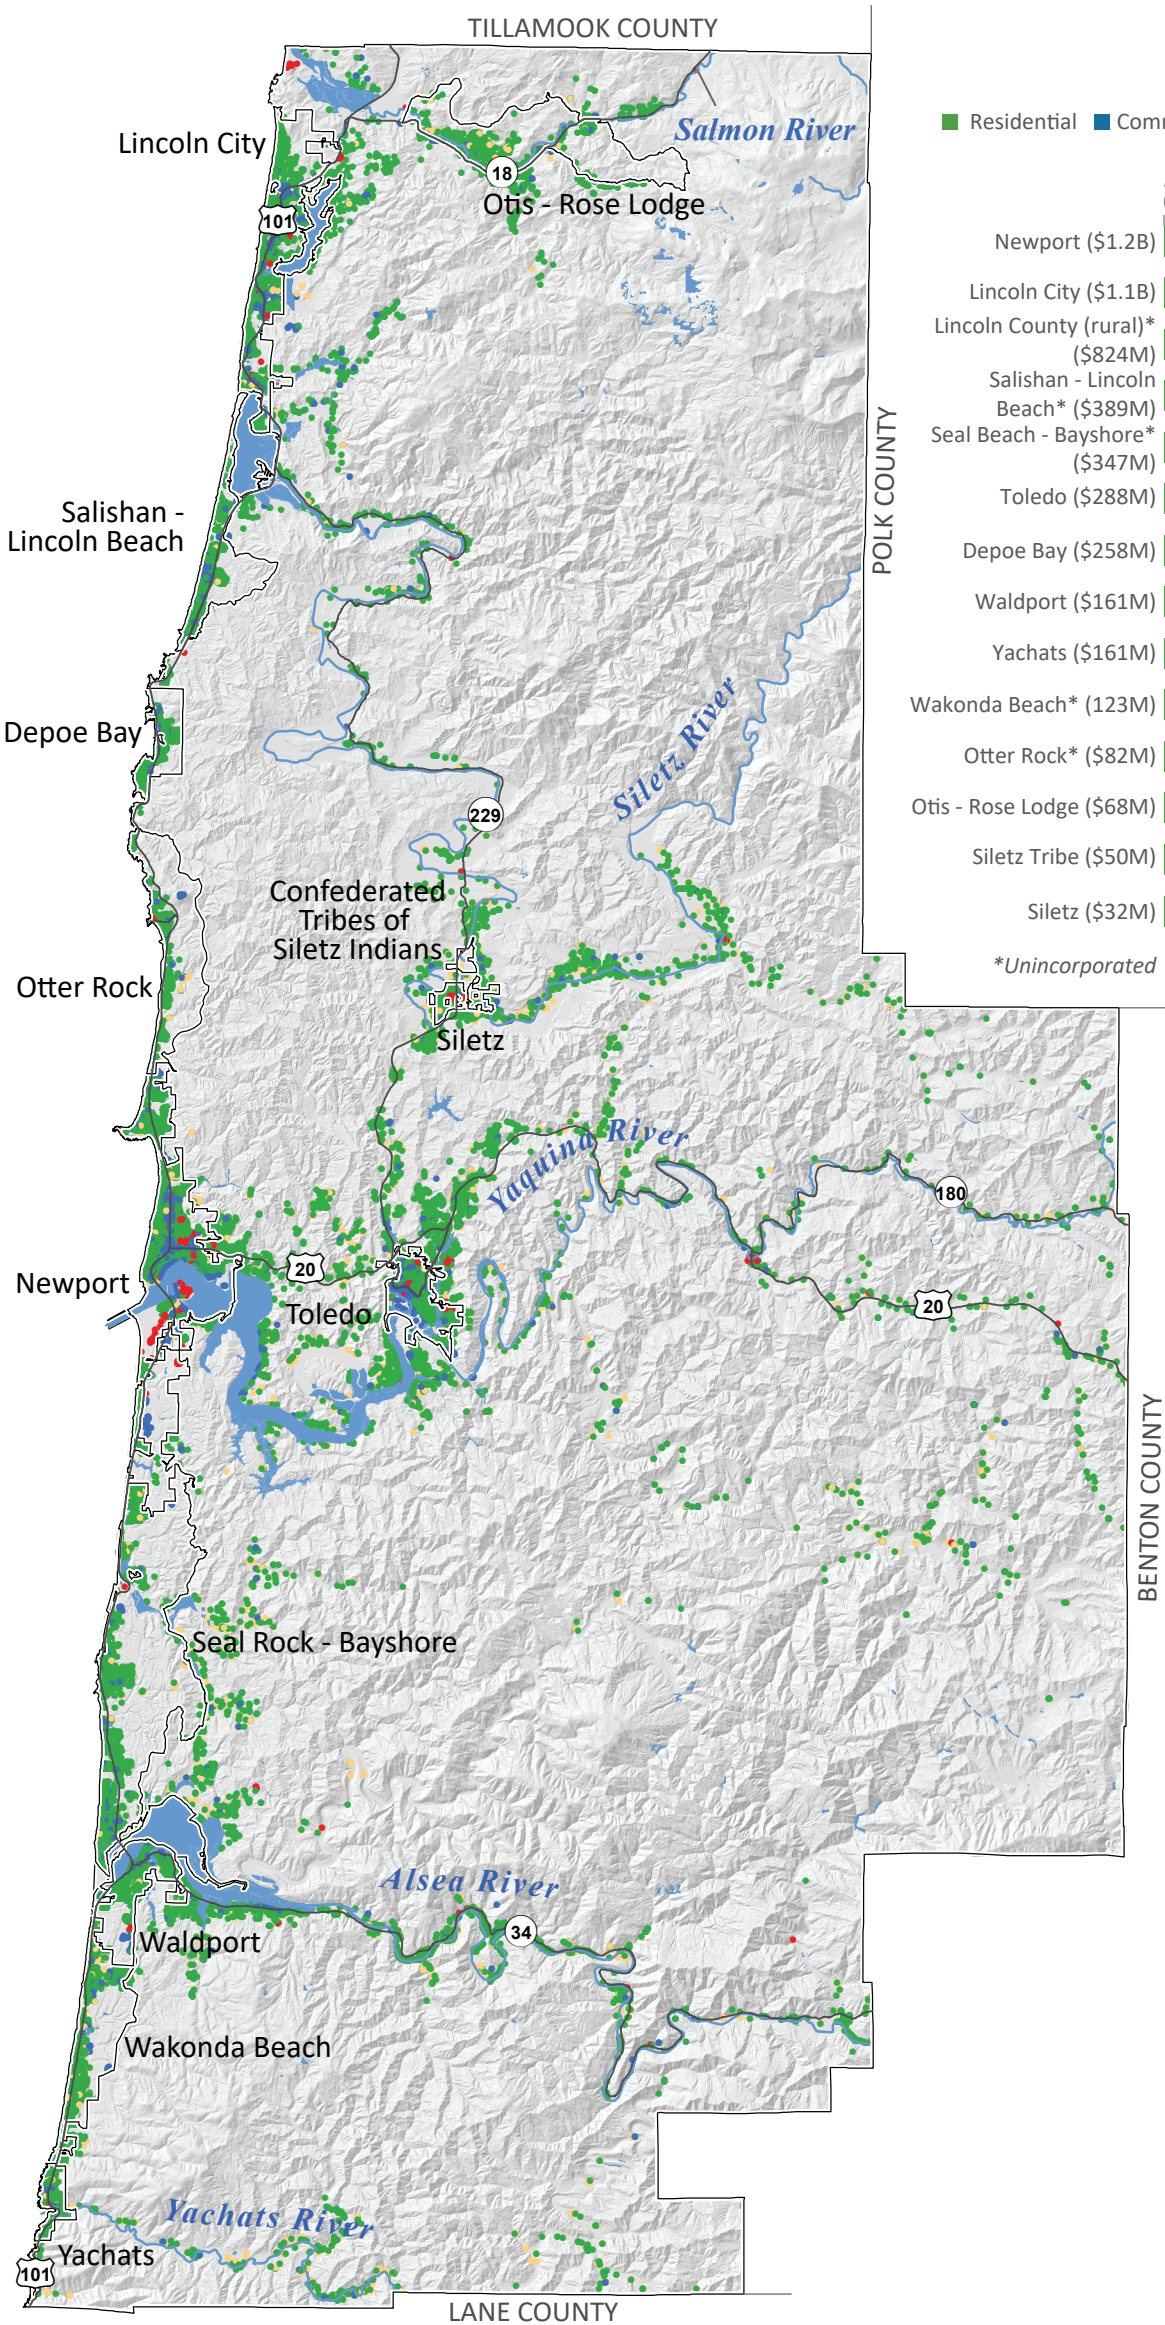 TILLAMOOK COUNTY
Residential
Lincoln City
Salmon River
18
Otis - Rose Lodge
101
Newport ($1.2B)
Lincoln City ($1.1B)
Lincoln County (rural)*
($824M)
Salishan - Lincoln
Beach* ($389M)
Seal Beach - Bayshore*
($347M)
Toledo ($288M)
Depoe Bay ($258M)
Waldport ($161M)
Yachats ($161M)
Wakonda Beach* (123M)
Otter Rock* ($82M)
Otis - Rose Lodge ($68M)
Siletz Tribe ($50M)
Siletz ($32M)
*Unincorporated
POLK COUNTY
Salishan -
Lincoln Beach
Siletz River
Depoe Bay
229
Confederated
Tribes of
Siletz Indians
Otter Rock
Siletz
Yaquina River
180
Newport
20
Toledo
20
BENTON COUNTY
Seal Rock - Bayshore
Alsea River
34
Waldport
Wakonda Beach
Yachats River
Yachats
101
LANE COUNTY